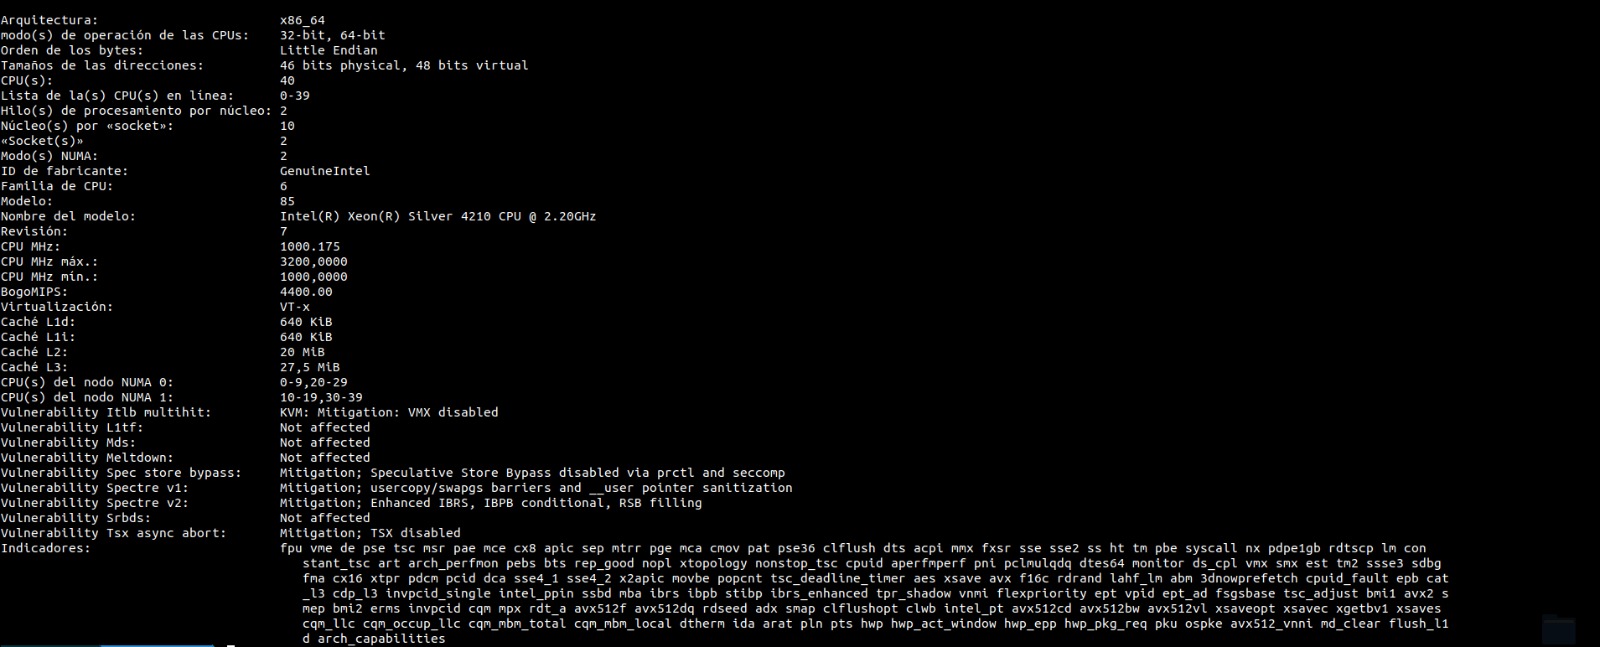 Arquitectura: x86_64
modo(s) de operación de las CPUs: 32-bit, 64-bit
Orden de los bytes: Little Endian
Tamaños de las direcciones: 46 bits physical, 48 bits virtual
CPU(s): 40
Lista de la(s) CPU(s) en línea: 0-39
Hilo(s) de procesamiento por núcleo: 2
Núcleo(s) por «socket»: 10
«Socket(s)» 2
Modo(s) NUMA: 2
ID de fabricante: GenuineIntel
Familia de CPU: 6
Modelo: 85
Nombre del modelo: Intel(R) Xeon(R) Silver 4210 CPU @ 2.20GHz
Revisión: 7
CPU MHz: 1000.175
CPU MHz máx.: 3200,0000
CPU MHz mín.: 1000,0000
BogoMIPS: 4400.00
Virtualización: VT-x
Caché L1d: 640 KiB
Caché L1i: 640 KiB
Caché L2: 20 MiB
Caché L3: 27,5 MiB
CPU(s) del nodo NUMA 0: 0-9,20-29
CPU(s) del nodo NUMA 1: 10-19,30-39
Vulnerability Itlb multihit: KVM: Mitigation: VMX disabled
Vulnerability L1tf: Not affected
Vulnerability Mds: Not affected
Vulnerability Meltdown: Not affected
Vulnerability Spec store bypass: Mitigation; Speculative Store Bypass disabled via prctl and seccomp
Vulnerability Spectre v1: Mitigation; usercopy/swapgs barriers and __user pointer sanitization
Vulnerability Spectre v2: Mitigation; Enhanced IBRS, IBPB conditional, RSB filling
Vulnerability Srbds: Not affected
Vulnerability Tsx async abort: Mitigation; TSX disabled
Indicadores: fpu vme de pse tsc msr pae mce cx8 apic sep mtrr pge mca cmov pat pse36 clflush dts acpi mmx fxsr sse sse2 ss ht tm pbe syscall nx pdpe1gb rdtscp lm con
stant_tsc art arch_perfmon pebs bts rep_good nopl xtopology nonstop_tsc cpuid aperfmperf pni pclmulqdq dtes64 monitor ds_cpl vmx smx est tm2 ssse3 sdbg
fma cx16 xtpr pdcm pcid dca sse4_1 sse4_2 x2apic movbe popcnt tsc_deadline_timer aes xsave avx f16c rdrand lahf_lm abm 3dnowprefetch cpuid_fault epb cat
_l3 cdp_l3 invpcid_single intel_ppin ssbd mba ibrs ibpb stibp ibrs_enhanced tpr_shadow vnmi flexpriority ept vpid ept_ad fsgsbase tsc_adjust bmi1 avx2 s
mep bmi2 erms invpcid cqm mpx rdt_a avx512f avx512dq rdseed adx smap clflushopt clwb intel_pt avx512cd avx512bw avx512vl xsaveopt xsavec xgetbv1 xsaves
cqm_llc cqm_occup_llc cqm_mbm_total cqm_mbm_local dtherm ida arat pln pts hwp hwp_act_window hwp_epp hwp_pkg_req pku ospke avx512_vnni md_clear flush_l1
d arch_capabilities